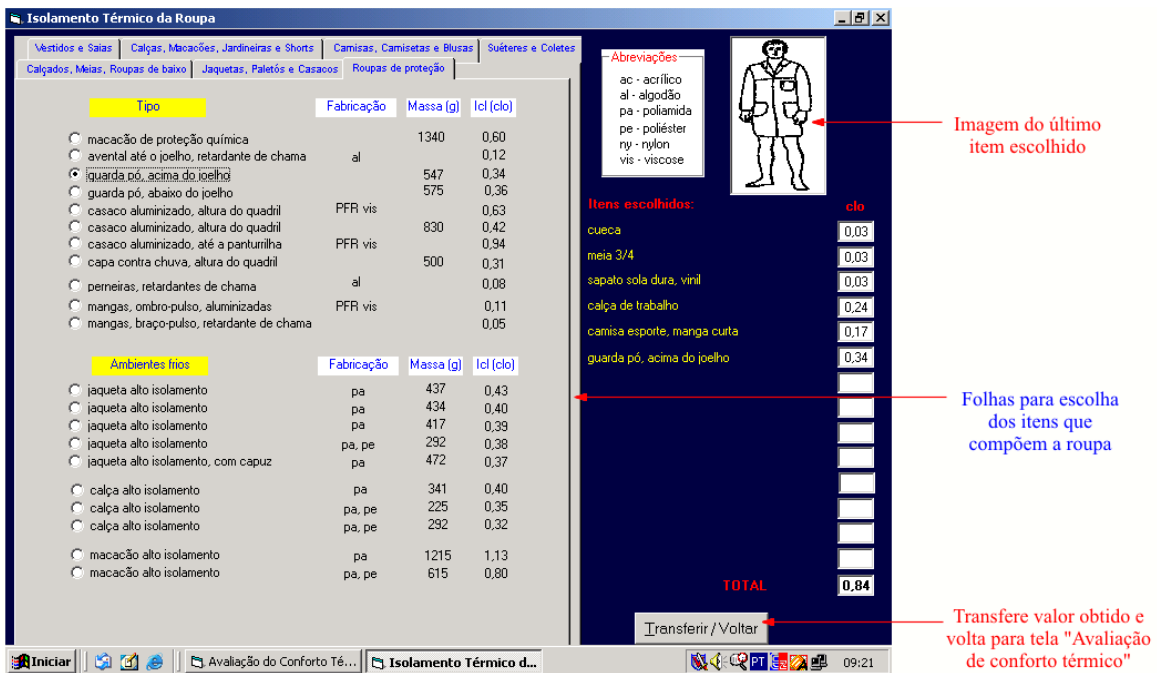 Isolamento Térmico da Roupa
Vestidos e Saias Calças, Macacões, Jardineiras e Shorts Camisas, Camisetas e Blusas Suéteres e Coletes
Calçados, Meias, Roupas de baixo Jaquetas, Paletós e Casacos Roupas de proteção
Tipo Fabricação Massa (g) Icl (clo)
macacão de proteção química 1340 0,60
avental até o joelho, retardante de chama al 0,12
guarda pó, acima do joelho 547 0,34
guarda pó, abaixo do joelho 575 0,36
casaco aluminizado, altura do quadril PFR vis 0,63
casaco aluminizado, altura do quadril 830 0,42
casaco aluminizado, até a panturrilha PFR vis 0,94
capa contra chuva, altura do quadril 500 0,31
perneiras, retardantes de chama al 0,08
mangas, ombro-pulso, aluminizadas PFR vis 0,11
mangas, braço-pulso, retardante de chama 0,05
Ambientes frios Fabricação Massa (g) Icl (clo)
jaqueta alto isolamento pa 437 0,43
jaqueta alto isolamento pa 434 0,40
jaqueta alto isolamento pa 417 0,39
jaqueta alto isolamento pa, pe 292 0,38
jaqueta alto isolamento, com capuz pa 472 0,37
calça alto isolamento pa 341 0,40
calça alto isolamento pa, pe 225 0,35
calça alto isolamento pa, pe 292 0,32
macacão alto isolamento pa 1215 1,13
macacão alto isolamento pa, pe 615 0,80
Abreviações
ac - acrílico
al - algodão
pa - poliamida
pe - poliéster
ny - nylon
vis - viscose
Itens escolhidos: clo
cueca 0,03
meia 3/4 0,03
sapato sola dura, vinil 0,03
calça de trabalho 0,24
camisa esporte, manga curta 0,17
guarda pó, acima do joelho 0,34
TOTAL 0,84
Transferir / Voltar
Imagem do último
item escolhido
Folhas para escolha
dos itens que
compõem a roupa
Transfere valor obtido e
volta para tela "Avaliação
de conforto térmico"
Iniciar Avaliação do Conforto Té... Isolamento Térmico d... PT 09:21